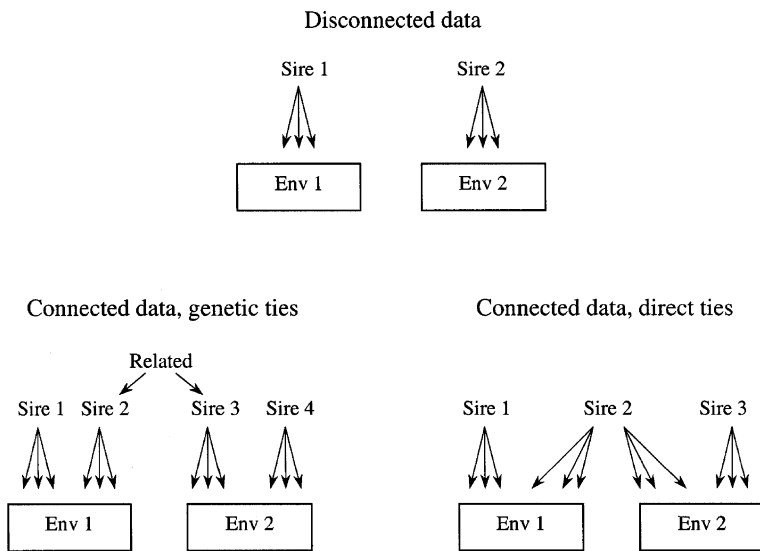 Disconnected data
Sire 1 Sire 2
Env 1 Env 2
Connected data, genetic ties
Related
Sire 1 Sire 2 Sire 3 Sire 4
Env 1 Env 2
Connected data, direct ties
Sire 1 Sire 2 Sire 3
Env 1 Env 2